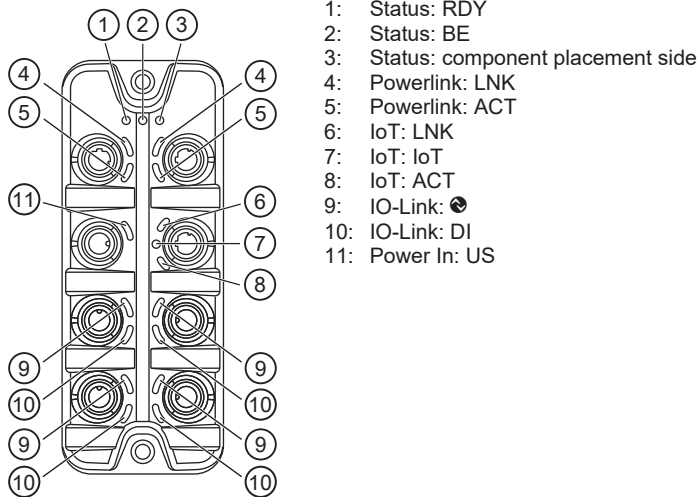 1 2 3
4 4
5 5
11 6
7
8
9 9
10 10
9 9
10 10
1: Status: RDY
2: Status: BE
3: Status: component placement side
4: Powerlink: LNK
5: Powerlink: ACT
6: IoT: LNK
7: IoT: IoT
8: IoT: ACT
9: IO-Link:
10: IO-Link: DI
11: Power In: US